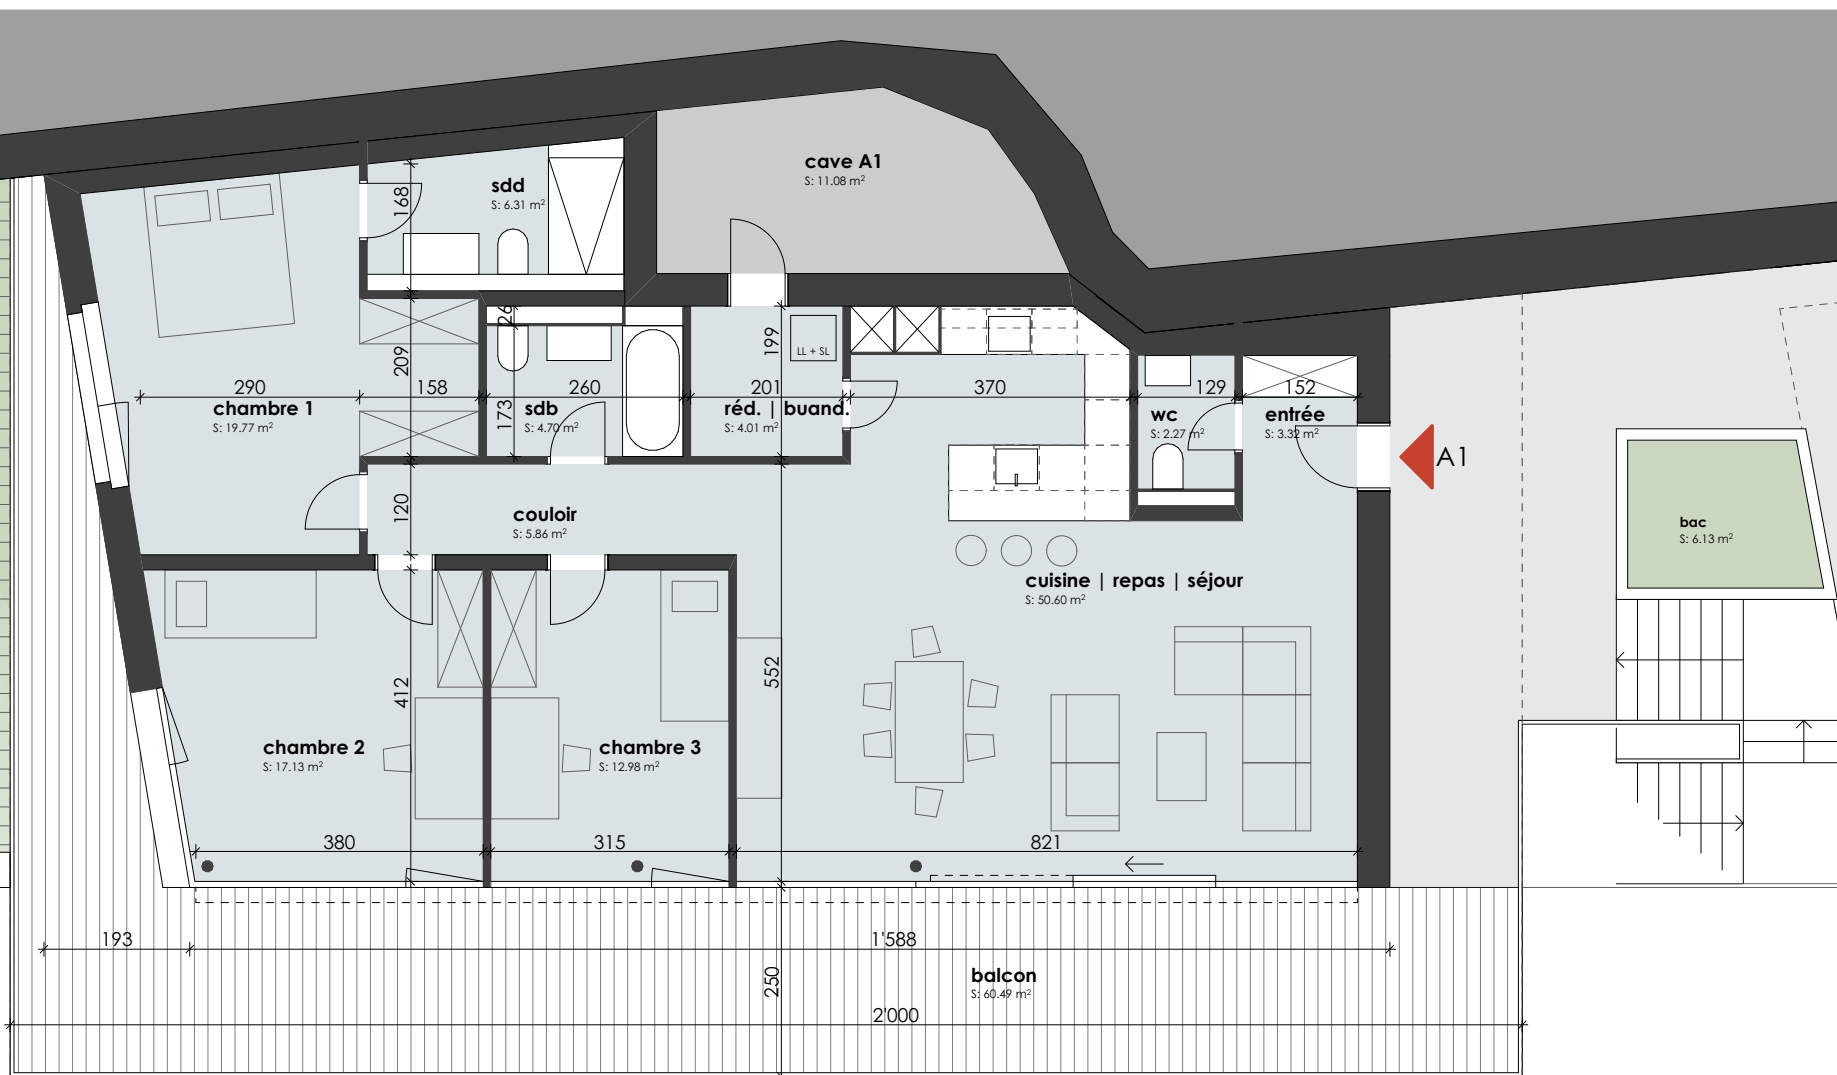 cave A1
S: 11.08 m²
sdd
S: 6.31 m²
168
26
199
LL + SL
209
290
158
260
201
370
129
152
chambre 1
S: 19.77 m²
173
sdb
S: 4.70 m²
réd. | buand.
S: 4.01 m²
wc
S: 2.27 m²
entrée
S: 3.32 m²
A1
120
couloir
S: 5.86 m²
bac
S: 6.13 m²
cuisine | repas | séjour
S: 50.60 m²
412
552
chambre 2
S: 17.13 m²
chambre 3
S: 12.98 m²
380
315
821
193
1'588
250
balcon
S: 60.49 m²
2'000